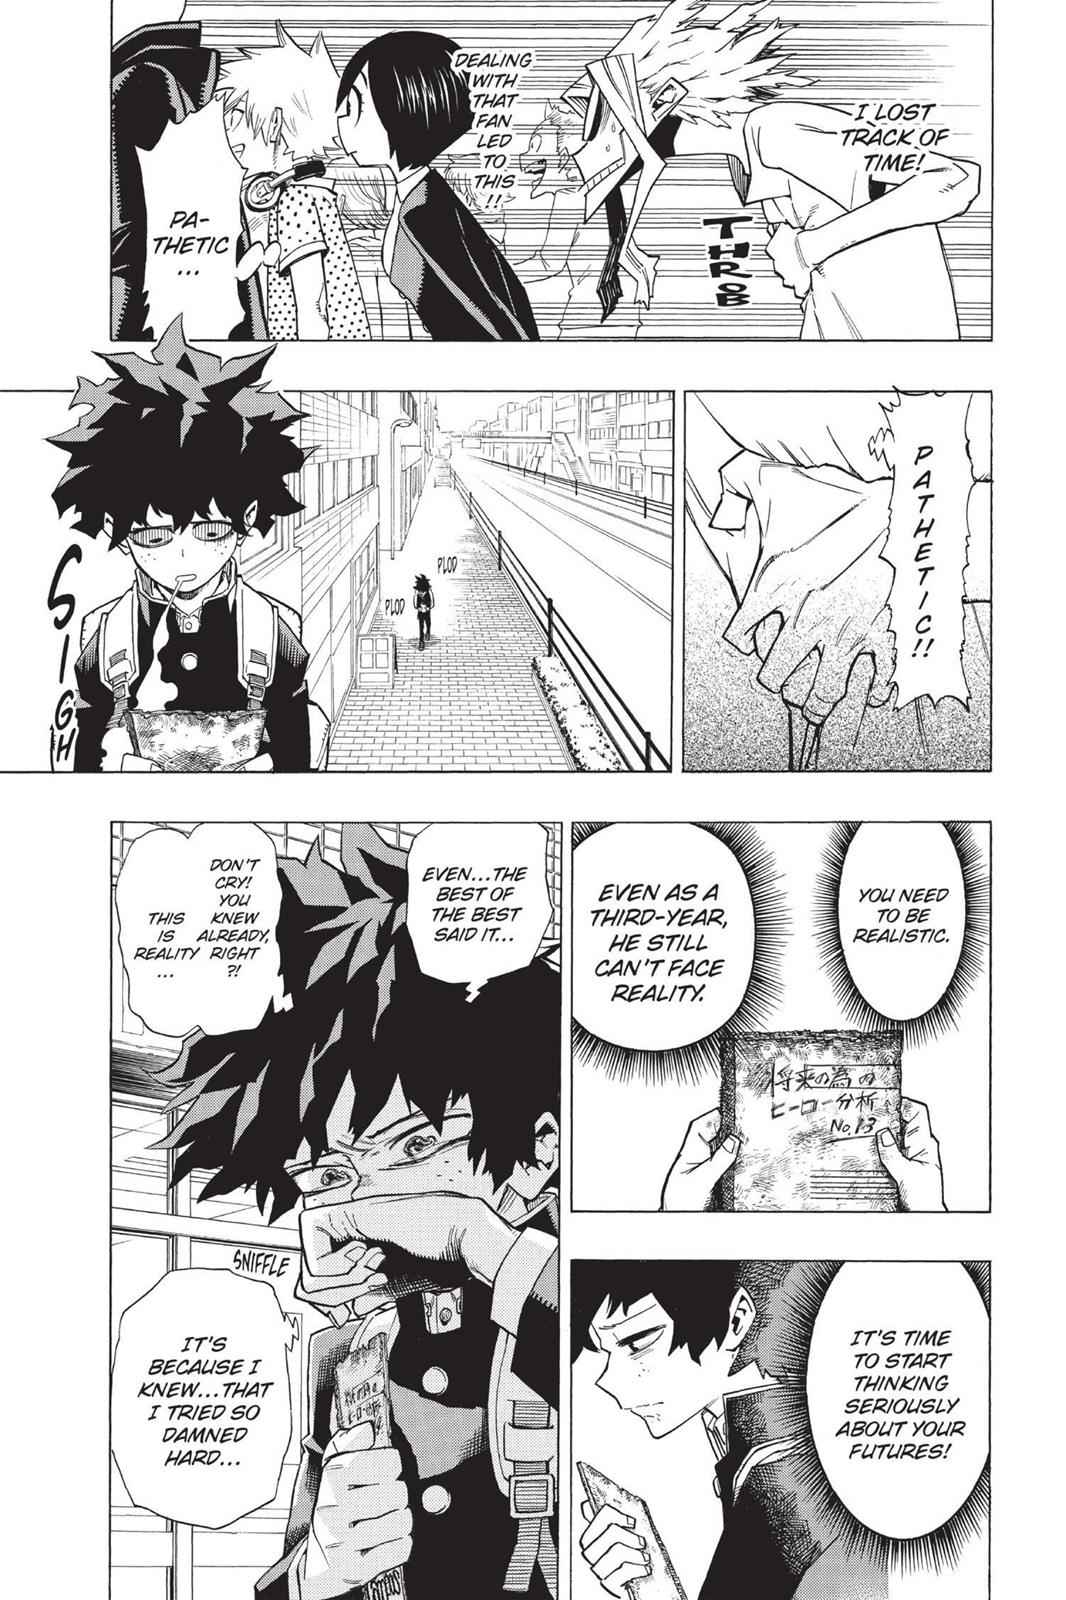 I LOST
TRACK OF
TIME!
THROB
DEALING
WITH
THAT
FAN
LED
TO
THIS
!!
PA-
THETIC
...
PATHETIC!!
PLOD
PLOD
SIGH
YOU NEED
TO BE
REALISTIC.
EVEN AS A
THIRD-YEAR,
HE STILL
CAN'T FACE
REALITY.
将来の為の
ヒーロー分析
No.13
IT'S TIME
TO START
THINKING
SERIOUSLY
ABOUT YOUR
FUTURES!
EVEN...THE
BEST OF
THE BEST
SAID IT...
DON'T
CRY!
YOU
KNEW
ALREADY,
RIGHT
?!
THIS
IS
REALITY
...
SNIFFLE
IT'S
BECAUSE I
KNEW...THAT
I TRIED SO
DAMNED
HARD...